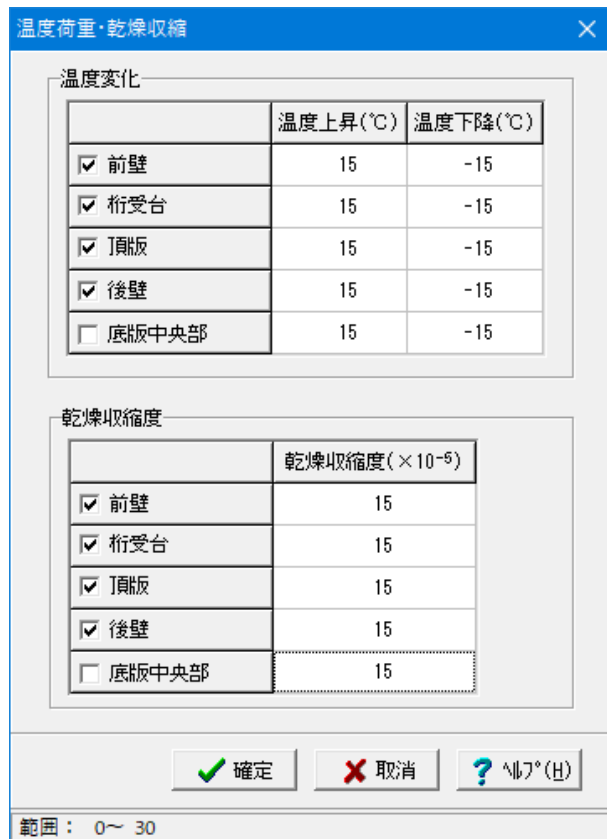 温度荷重・乾燥収縮
温度変化
温度上昇(℃) 温度下降(℃)
前壁 15 -15
桁受台 15 -15
頂版 15 -15
後壁 15 -15
底版中央部 15 -15
乾燥収縮度
乾燥収縮度(×10⁻⁵)
前壁 15
桁受台 15
頂版 15
後壁 15
底版中央部 15
確定 取消 ﾍﾙﾌﾟ(H)
範囲： 0～ 30